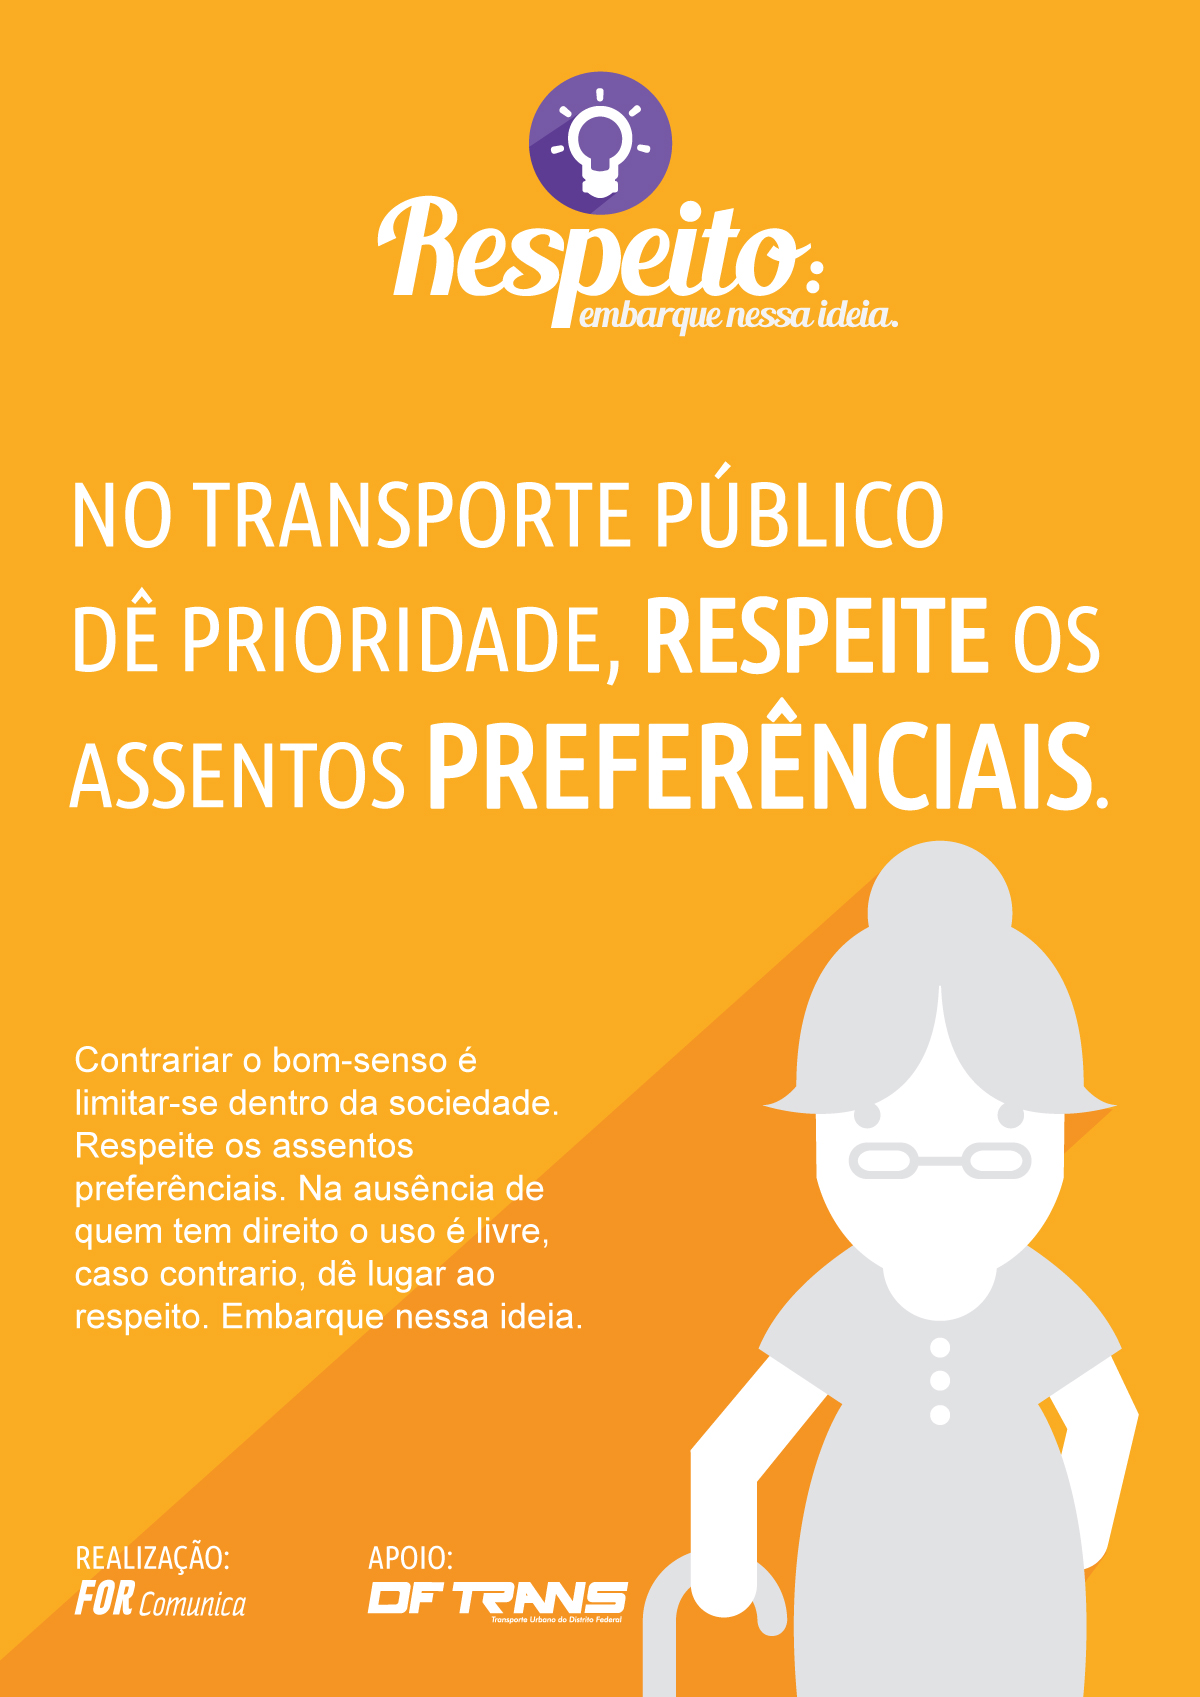 Respeito:
embarque nessa ideia.
NO TRANSPORTE PÚBLICO
DÊ PRIORIDADE, RESPEITE OS
ASSENTOS PREFERÊNCIAIS.
Contrariar o bom-senso é
limitar-se dentro da sociedade.
Respeite os assentos
preferênciais. Na ausência de
quem tem direito o uso é livre,
caso contrario, dê lugar ao
respeito. Embarque nessa ideia.
REALIZAÇÃO:
FOR Comunica
APOIO:
DFTRANS
Transporte Urbano do Distrito Federal